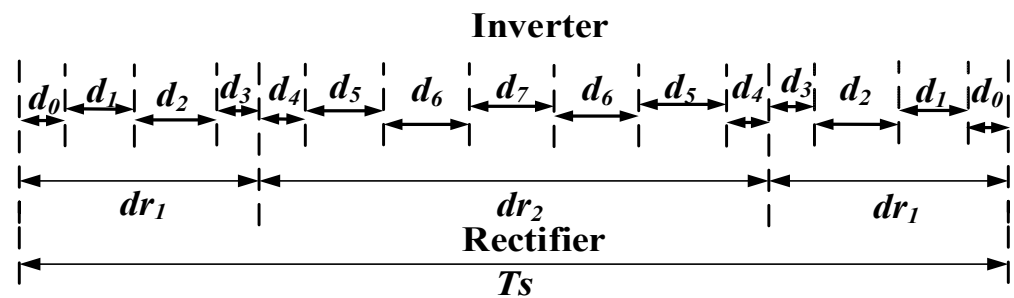 Inverter
d0 d1 d2 d3 d4 d5 d6 d7 d6 d5 d4 d3 d2 d1 d0
dr1 dr2 dr1
Rectifier
Ts